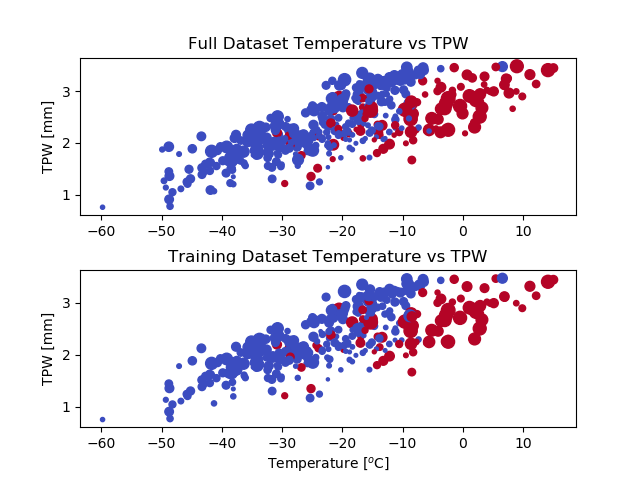 Full Dataset Temperature vs TPW
TPW [mm]
3
2
1
−60 −50 −40 −30 −20 −10 0 10
Training Dataset Temperature vs TPW
TPW [mm]
3
2
1
−60 −50 −40 −30 −20 −10 0 10
Temperature [°C]